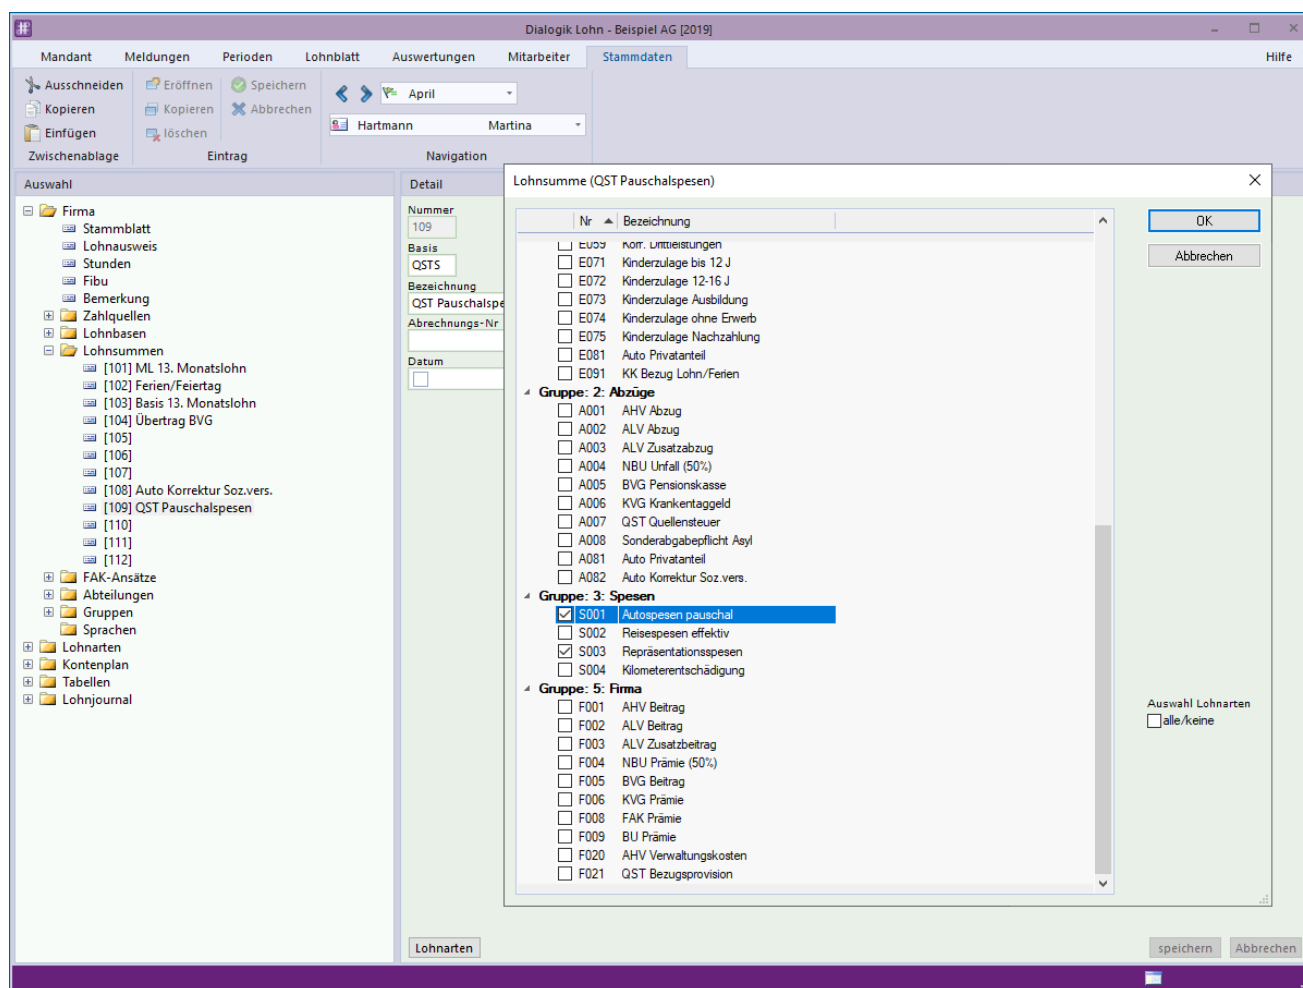 Dialogik Lohn - Beispiel AG [2019]
Mandant Meldungen Perioden Lohnblatt Auswertungen Mitarbeiter Stammdaten Hilfe
Ausschneiden Eröffnen Speichern
Kopieren Kopieren Abbrechen
Einfügen löschen
April
Hartmann Martina
Zwischenablage Eintrag Navigation
Auswahl
Firma
Stammblatt
Lohnausweis
Stunden
Fibu
Bemerkung
Zahlquellen
Lohnbasen
Lohnsummen
[101] ML 13. Monatslohn
[102] Ferien/Feiertag
[103] Basis 13. Monatslohn
[104] Übertrag BVG
[105]
[106]
[107]
[108] Auto Korrektur Soz.vers.
[109] QST Pauschalspesen
[110]
[111]
[112]
FAK-Ansätze
Abteilungen
Gruppen
Sprachen
Lohnarten
Kontenplan
Tabellen
Lohnjournal
Detail
Nummer
109
Basis
QSTS
Bezeichnung
QST Pauschalspe
Abrechnungs-Nr
Datum
Lohnarten
speichern Abbrechen
Lohnsumme (QST Pauschalspesen)
Nr Bezeichnung
E059 Korr. Drittleistungen
E071 Kinderzulage bis 12 J
E072 Kinderzulage 12-16 J
E073 Kinderzulage Ausbildung
E074 Kinderzulage ohne Erwerb
E075 Kinderzulage Nachzahlung
E081 Auto Privatanteil
E091 KK Bezug Lohn/Ferien
Gruppe: 2: Abzüge
A001 AHV Abzug
A002 ALV Abzug
A003 ALV Zusatzabzug
A004 NBU Unfall (50%)
A005 BVG Pensionskasse
A006 KVG Krankentaggeld
A007 QST Quellensteuer
A008 Sonderabgabepflicht Asyl
A081 Auto Privatanteil
A082 Auto Korrektur Soz.vers.
Gruppe: 3: Spesen
S001 Autospesen pauschal
S002 Reisespesen effektiv
S003 Repräsentationsspesen
S004 Kilometerentschädigung
Gruppe: 5: Firma
F001 AHV Beitrag
F002 ALV Beitrag
F003 ALV Zusatzbeitrag
F004 NBU Prämie (50%)
F005 BVG Beitrag
F006 KVG Prämie
F008 FAK Prämie
F009 BU Prämie
F020 AHV Verwaltungskosten
F021 QST Bezugsprovision
OK
Abbrechen
Auswahl Lohnarten
alle/keine